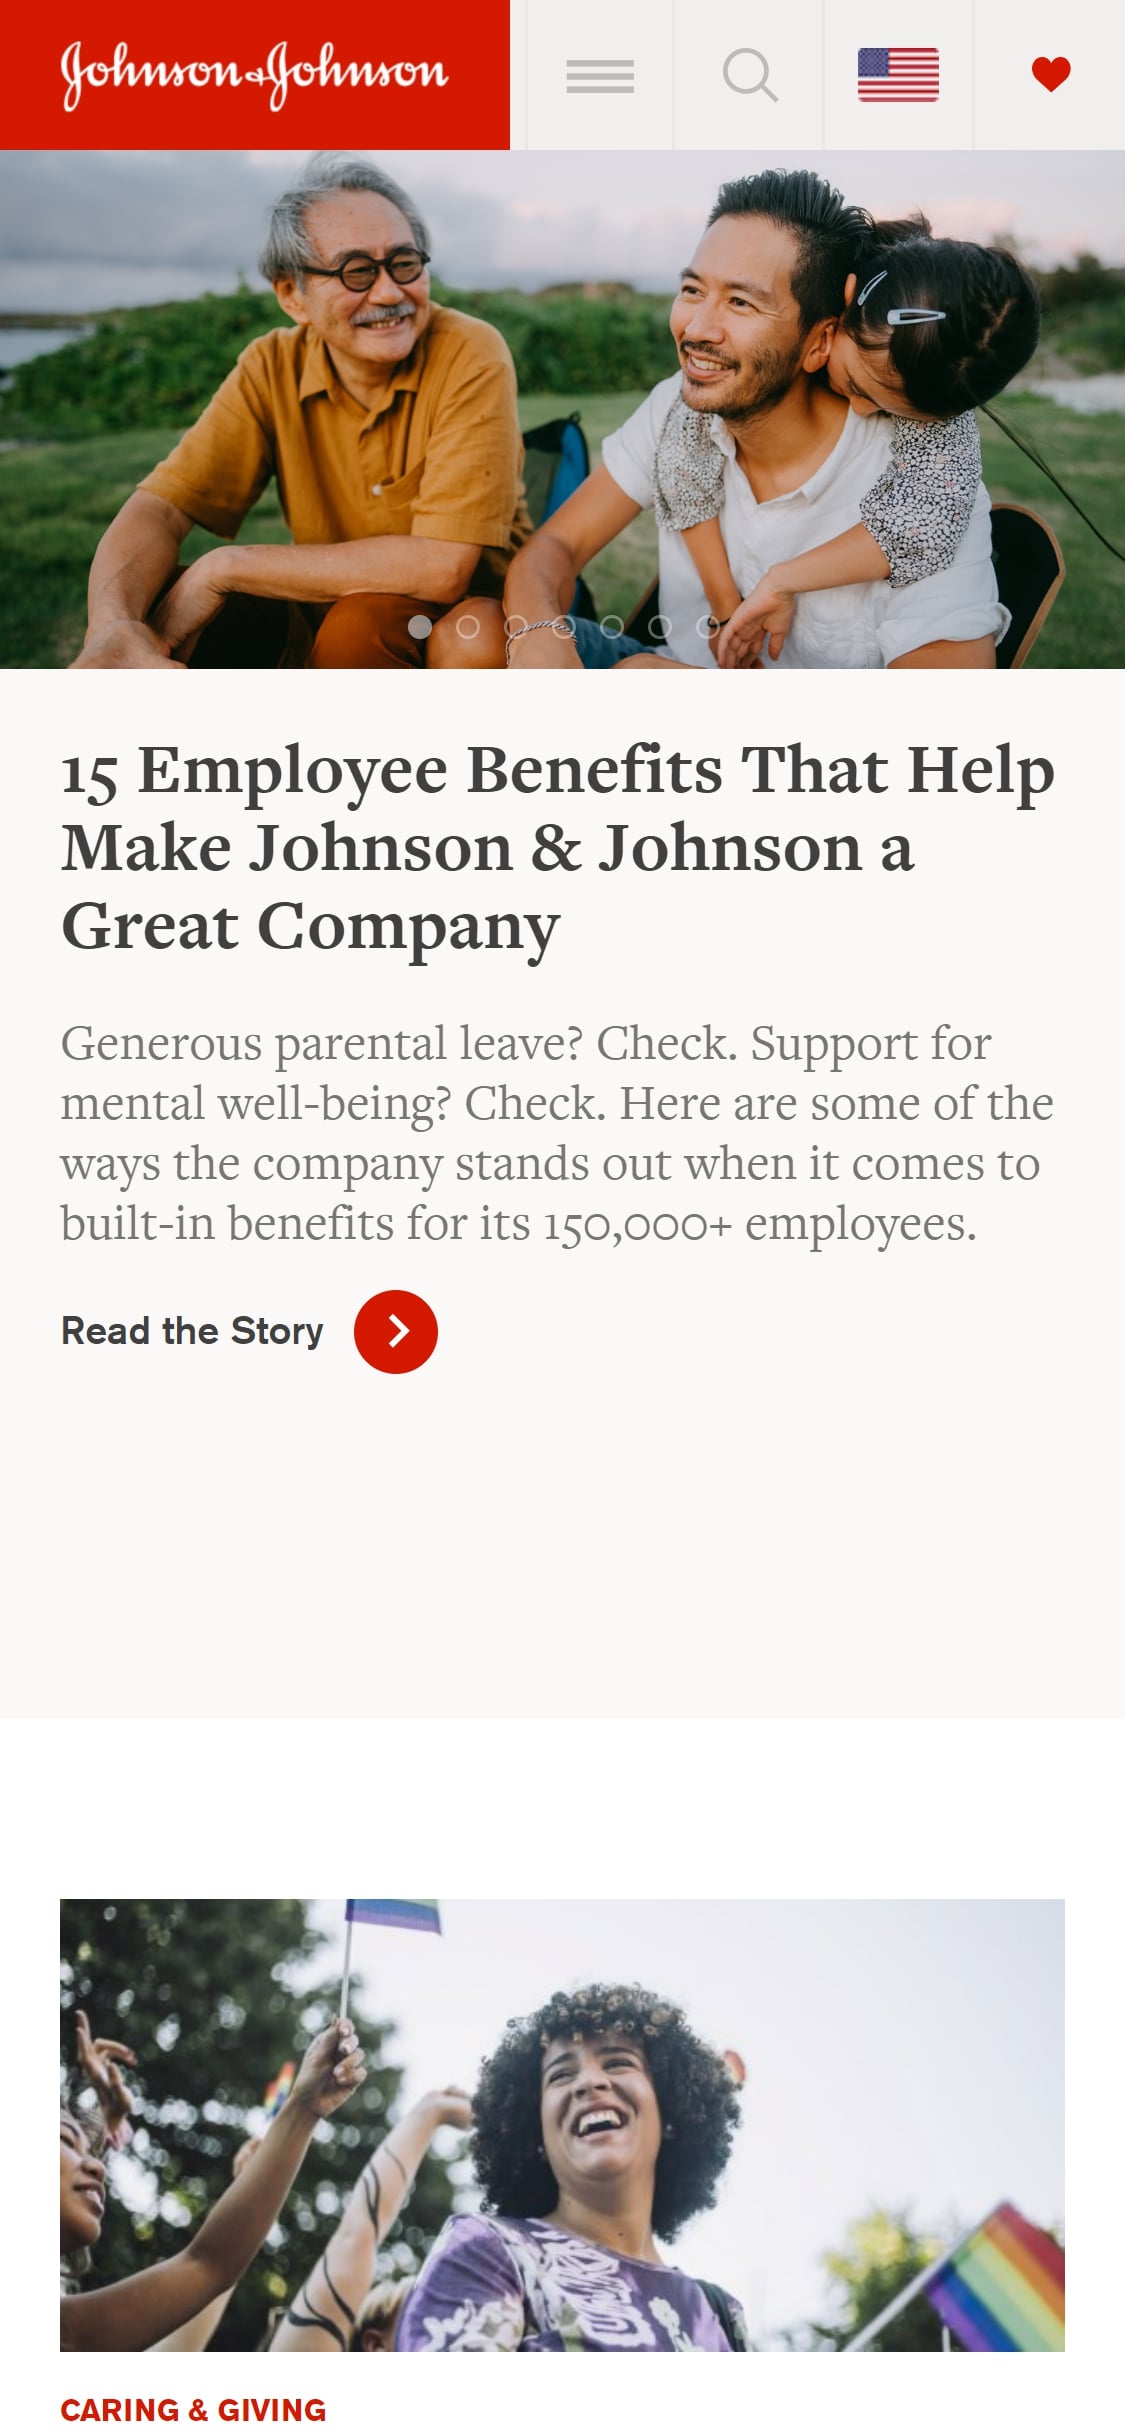 Johnson & Johnson
15 Employee Benefits That Help
Make Johnson & Johnson a
Great Company
Generous parental leave? Check. Support for
mental well-being? Check. Here are some of the
ways the company stands out when it comes to
built-in benefits for its 150,000+ employees.
Read the Story
CARING & GIVING